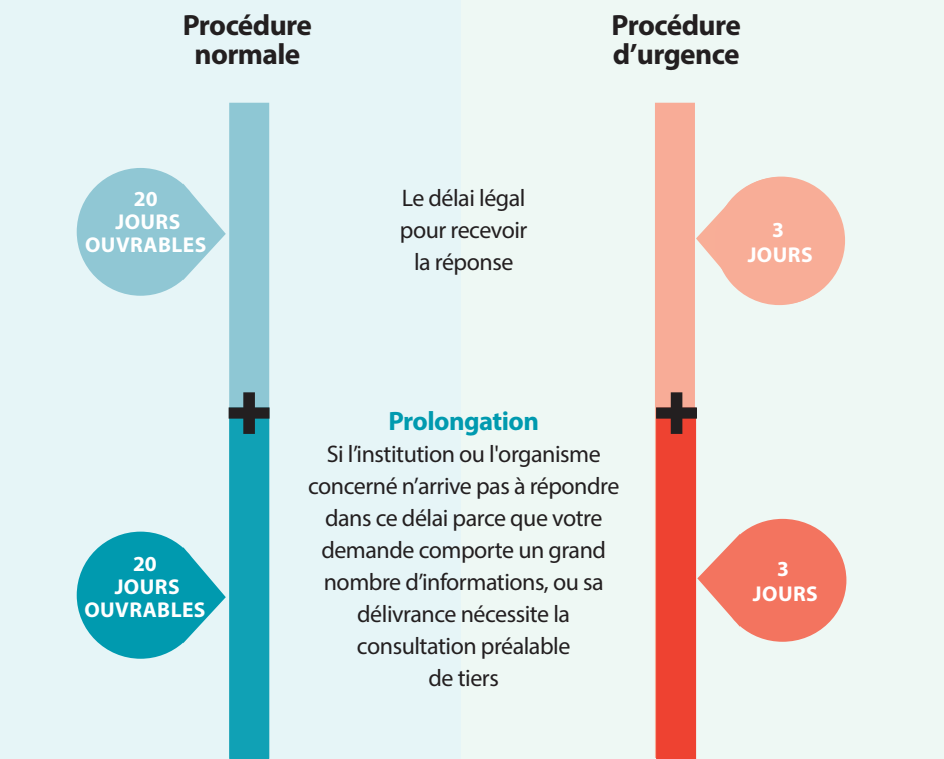 Procédure
normale
Procédure
d’urgence
20
JOURS
OUVRABLES
Le délai légal
pour recevoir
la réponse
3
JOURS
Prolongation
Si l’institution ou l'organisme
concerné n’arrive pas à répondre
dans ce délai parce que votre
demande comporte un grand
nombre d’informations, ou sa
délivrance nécessite la
consultation préalable
de tiers
20
JOURS
OUVRABLES
3
JOURS